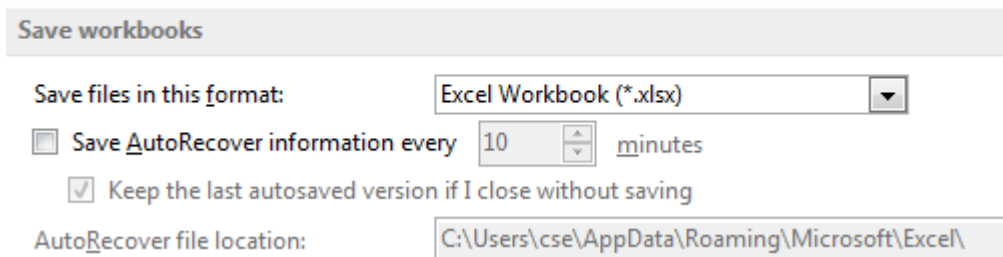 Save workbooks
Save files in this format: Excel Workbook (*.xlsx)
Save AutoRecover information every 10 minutes
Keep the last autosaved version if I close without saving
AutoRecover file location: C:\Users\cse\AppData\Roaming\Microsoft\Excel\